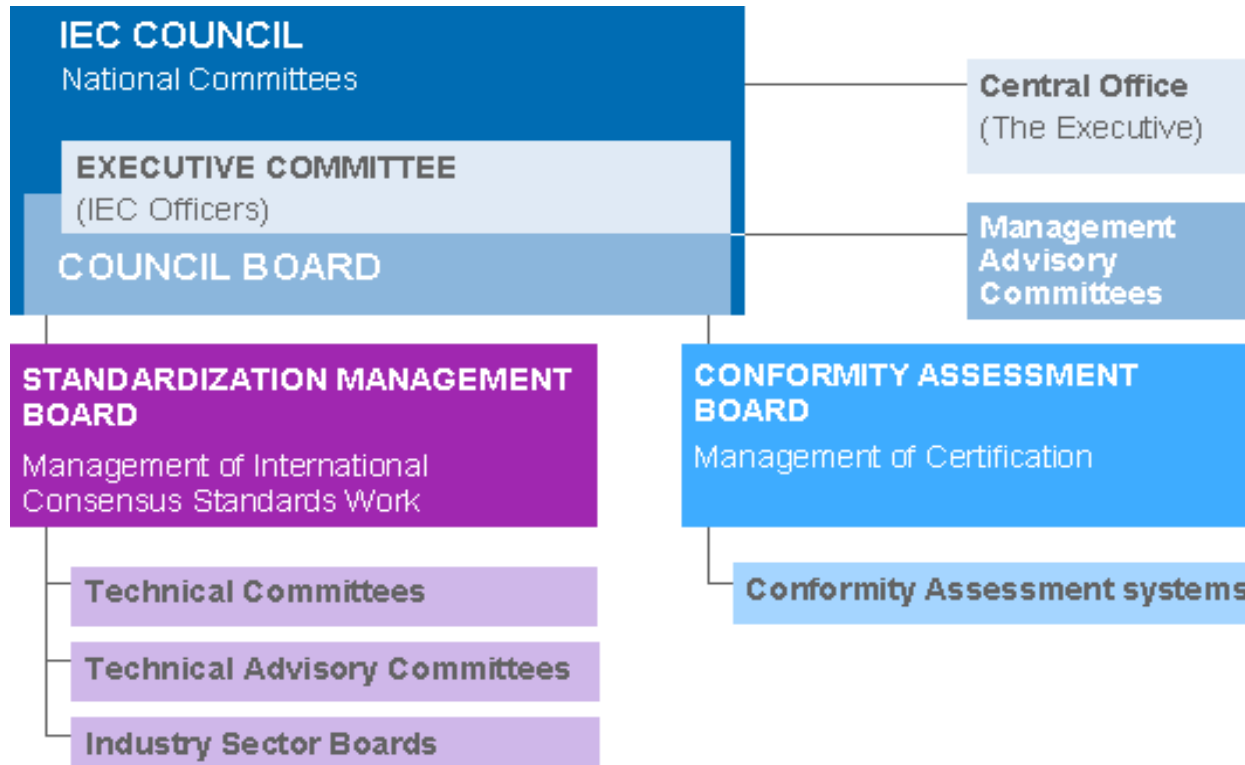 IEC COUNCIL
National Committees
EXECUTIVE COMMITTEE
(IEC Officers)
COUNCIL BOARD
Central Office
(The Executive)
Management
Advisory
Committees
STANDARDIZATION MANAGEMENT
BOARD
Management of International
Consensus Standards Work
Technical Committees
Technical Advisory Committees
Industry Sector Boards
CONFORMITY ASSESSMENT
BOARD
Management of Certification
Conformity Assessment systems